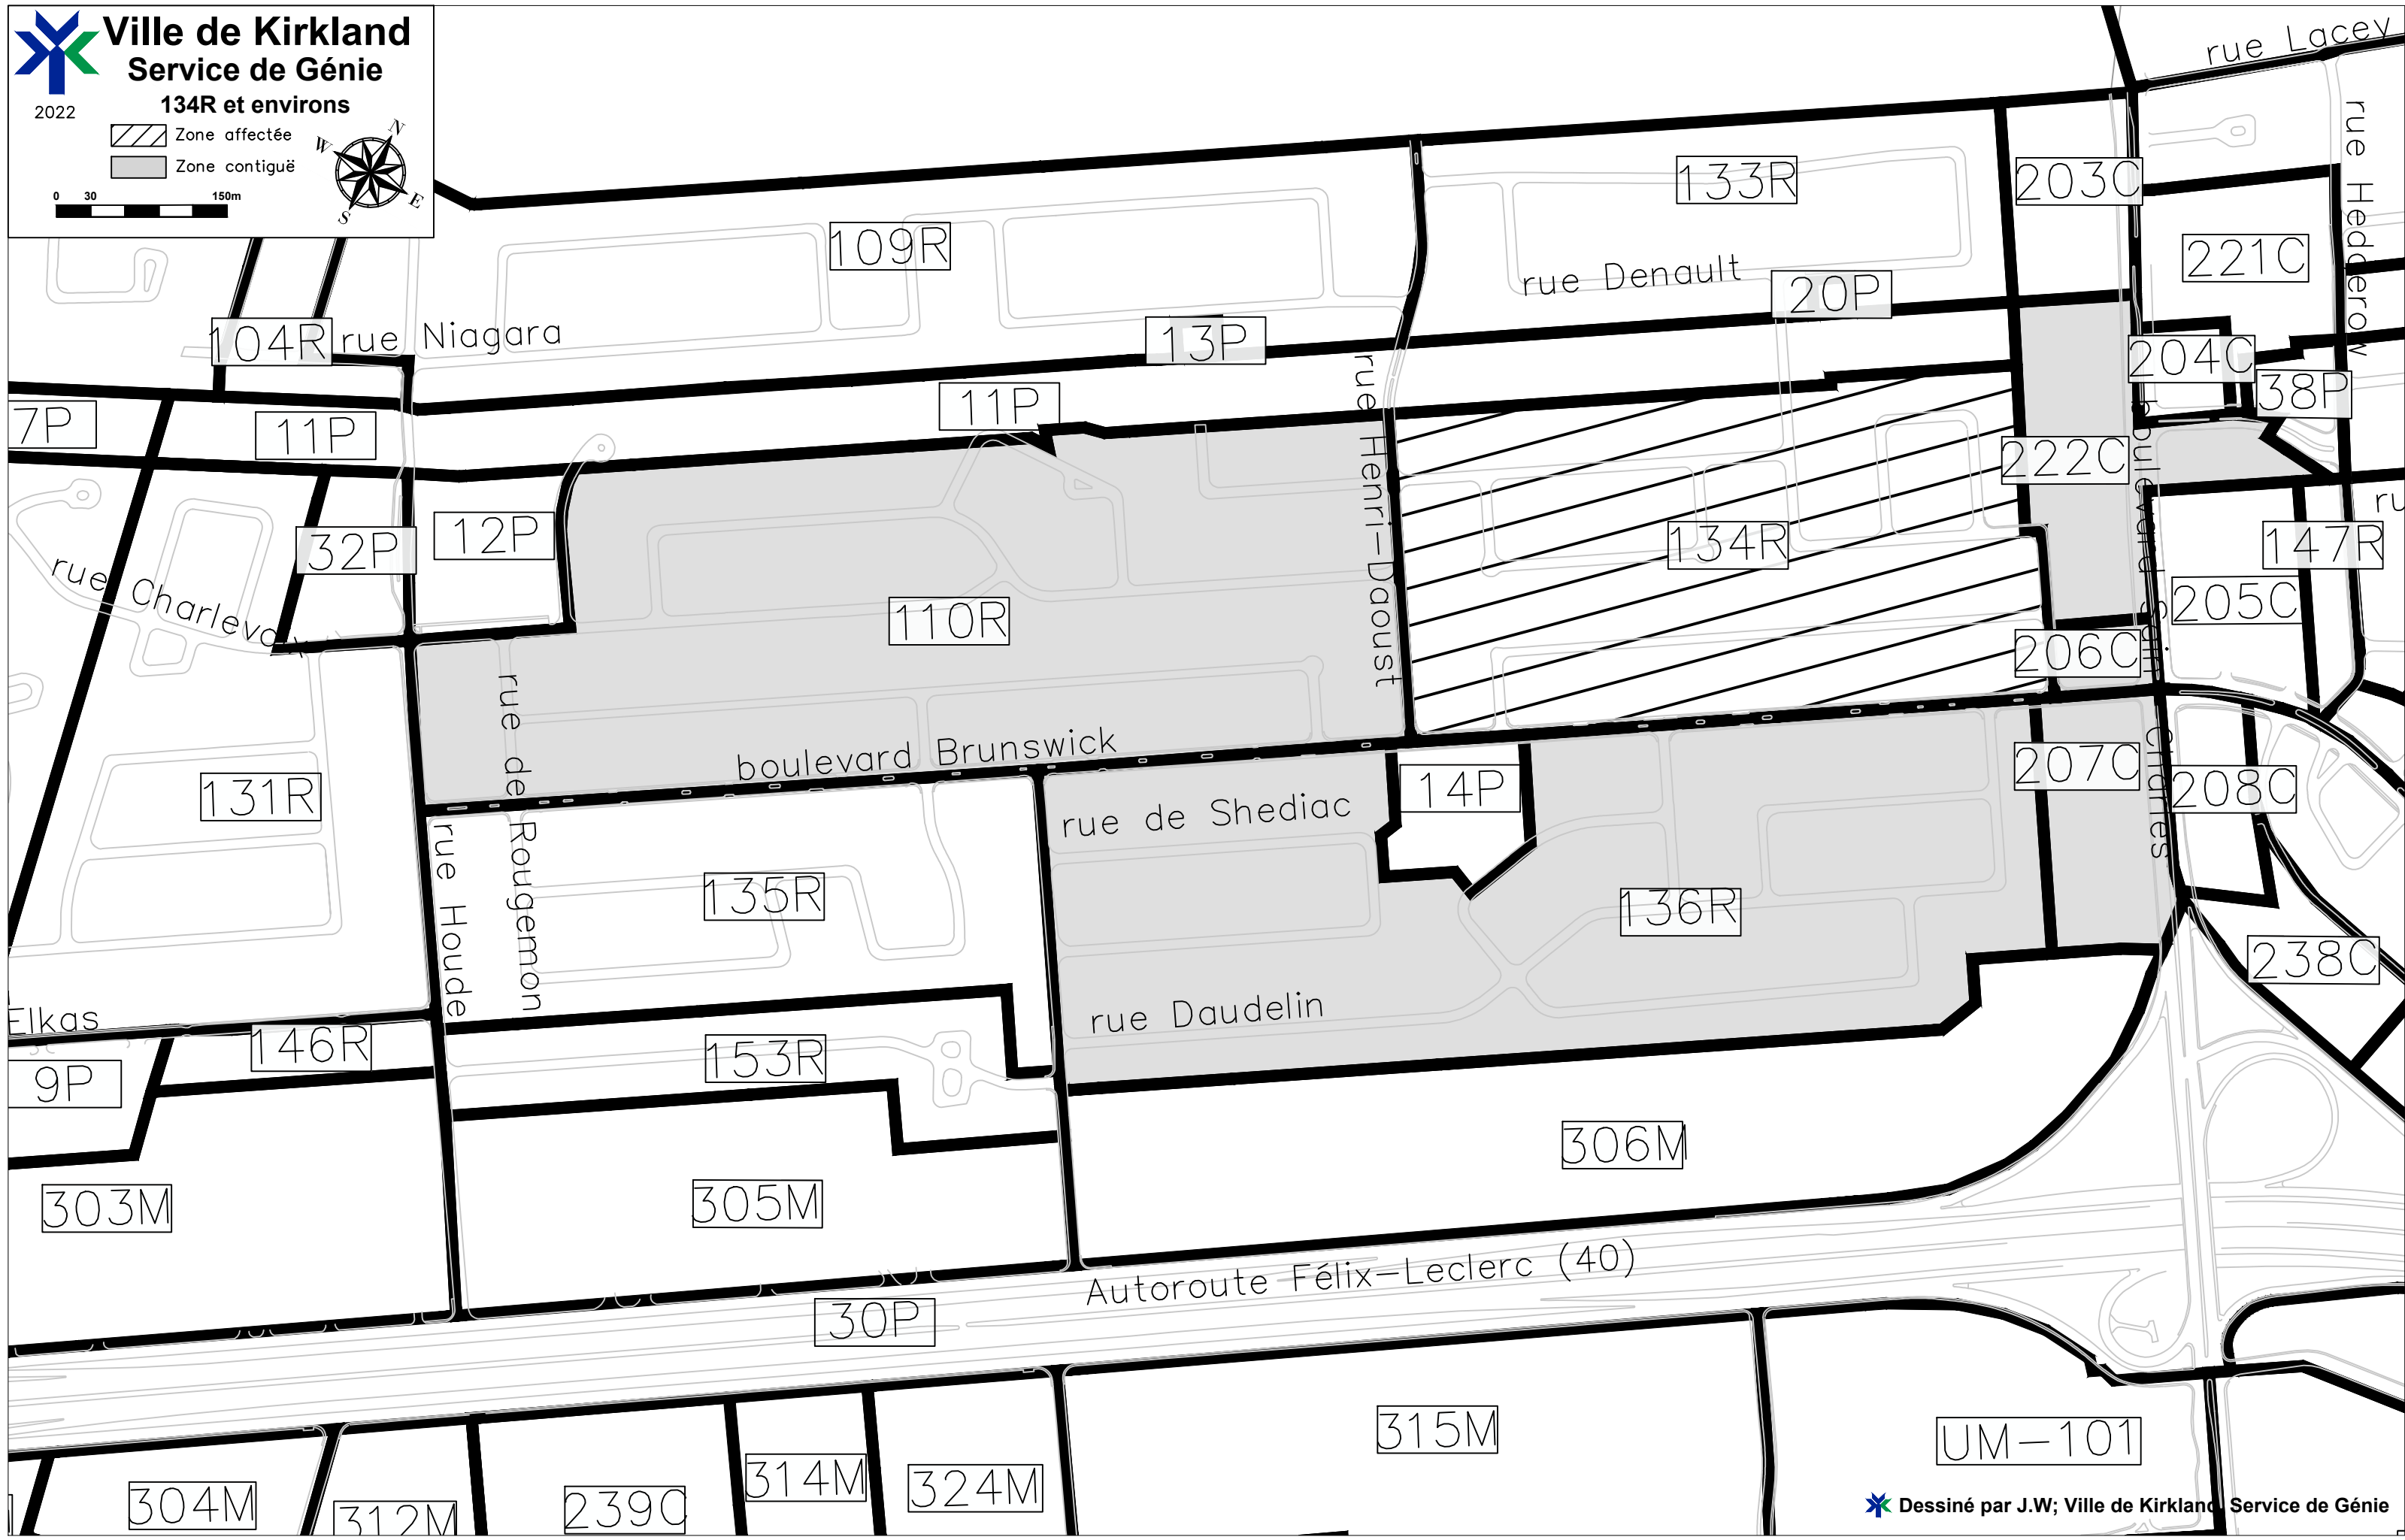 Ville de Kirkland
Service de Génie
134R et environs
2022
Zone affectée
Zone contiguë
0 30 150m
N
W
E
S
rue Lacey
rue Hedgerow
133R
203C
221C
109R
rue Denault
20P
104R
rue Niagara
13P
204C
38P
7P
11P
11P
rue Henri-Daoust
222C
32P
12P
134R
147R
rue Charlevoix
205C
110R
206C
boulevard Saint-Charles
rue de Rougemont
boulevard Brunswick
131R
rue de Shediac
14P
207C
208C
rue Houde
135R
136R
238C
Elkas
rue Daudelin
146R
153R
9P
306M
303M
305M
Autoroute Félix-Leclerc (40)
30P
315M
UM-101
304M
312M
239C
314M
324M
ru
Dessiné par J.W; Ville de Kirkland, Service de Génie